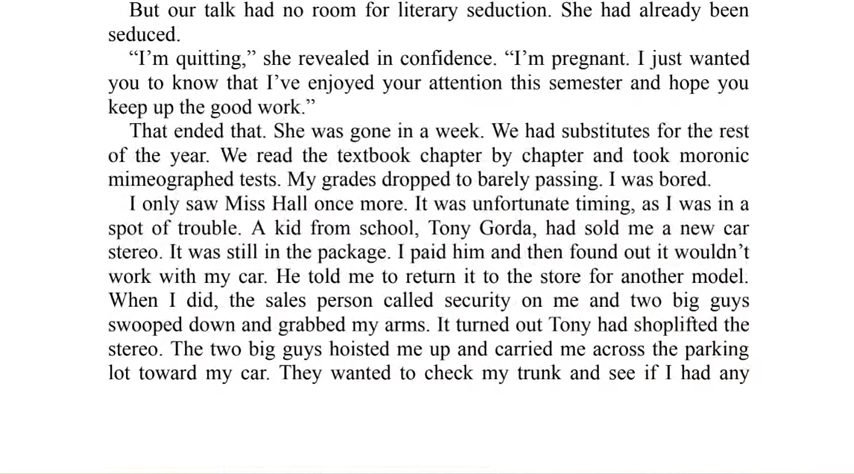 But our talk had no room for literary seduction. She had already been
seduced.
“I’m quitting,” she revealed in confidence. “I’m pregnant. I just wanted
you to know that I’ve enjoyed your attention this semester and hope you
keep up the good work.”
That ended that. She was gone in a week. We had substitutes for the rest
of the year. We read the textbook chapter by chapter and took moronic
mimeographed tests. My grades dropped to barely passing. I was bored.
I only saw Miss Hall once more. It was unfortunate timing, as I was in a
spot of trouble. A kid from school, Tony Gorda, had sold me a new car
stereo. It was still in the package. I paid him and then found out it wouldn’t
work with my car. He told me to return it to the store for another model.
When I did, the sales person called security on me and two big guys
swooped down and grabbed my arms. It turned out Tony had shoplifted the
stereo. The two big guys hoisted me up and carried me across the parking
lot toward my car. They wanted to check my trunk and see if I had any